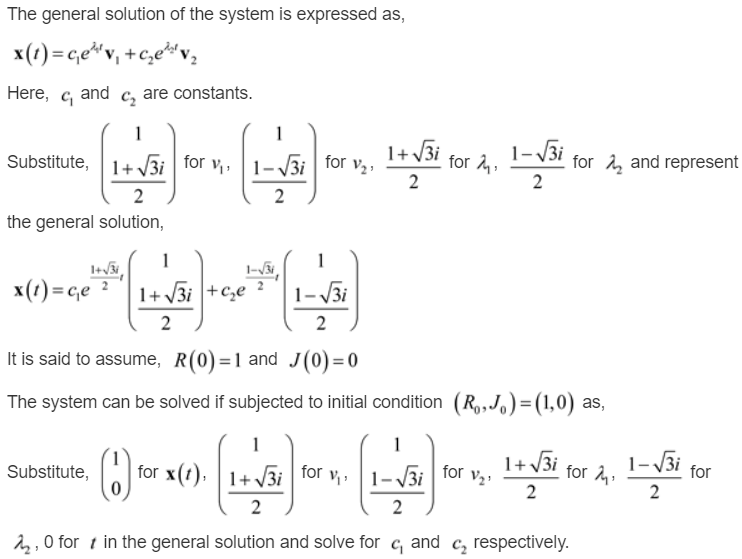 The general solution of the system is expressed as,
x(t) = c₁e^(λ₁t) v₁ + c₂e^(λ₂t) v₂
Here, c₁ and c₂ are constants.
Substitute, (1, (1+√3i)/2) for v₁, (1, (1−√3i)/2) for v₂, (1+√3i)/2 for λ₁, (1−√3i)/2 for λ₂ and represent
the general solution,
x(t) = c₁e^((1+√3i)/2 t) (1, (1+√3i)/2) + c₂e^((1−√3i)/2 t) (1, (1−√3i)/2)
It is said to assume, R(0) = 1 and J(0) = 0
The system can be solved if subjected to initial condition (R₀, J₀) = (1, 0) as,
Substitute, (1, 0) for x(t), (1, (1+√3i)/2) for v₁, (1, (1−√3i)/2) for v₂, (1+√3i)/2 for λ₁, (1−√3i)/2 for
λ₂, 0 for t in the general solution and solve for c₁ and c₂ respectively.